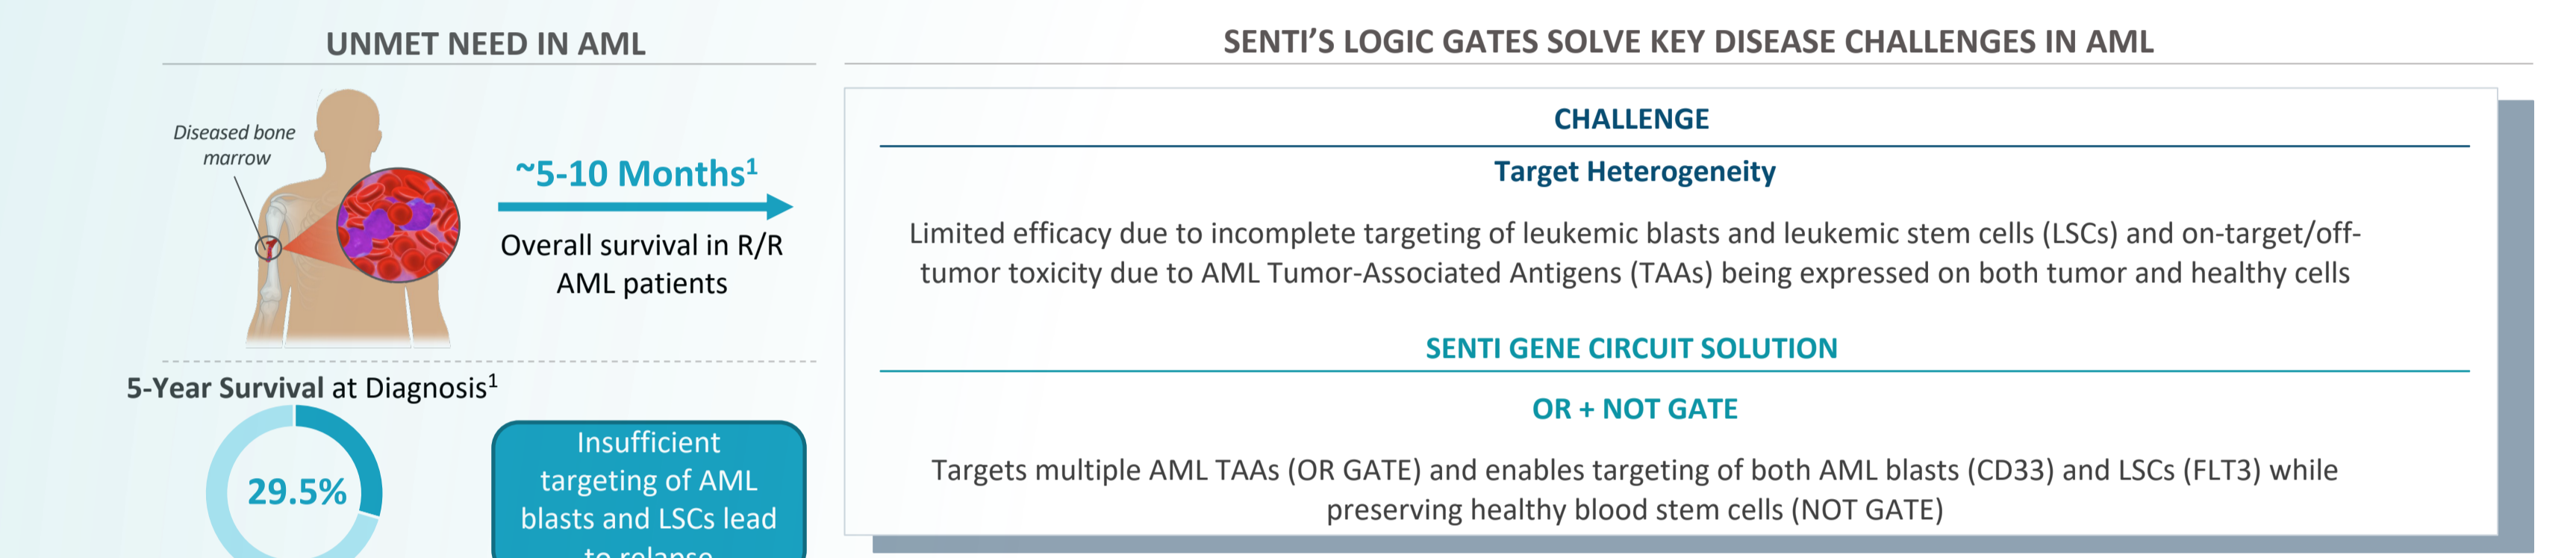 UNMET NEED IN AML
Diseased bone
marrow
~5-10 Months¹
Overall survival in R/R
AML patients
5-Year Survival at Diagnosis¹
29.5%
Insufficient
targeting of AML
blasts and LSCs lead
to relapse
SENTI’S LOGIC GATES SOLVE KEY DISEASE CHALLENGES IN AML
CHALLENGE
Target Heterogeneity
Limited efficacy due to incomplete targeting of leukemic blasts and leukemic stem cells (LSCs) and on-target/off-
tumor toxicity due to AML Tumor-Associated Antigens (TAAs) being expressed on both tumor and healthy cells
SENTI GENE CIRCUIT SOLUTION
OR + NOT GATE
Targets multiple AML TAAs (OR GATE) and enables targeting of both AML blasts (CD33) and LSCs (FLT3) while
preserving healthy blood stem cells (NOT GATE)